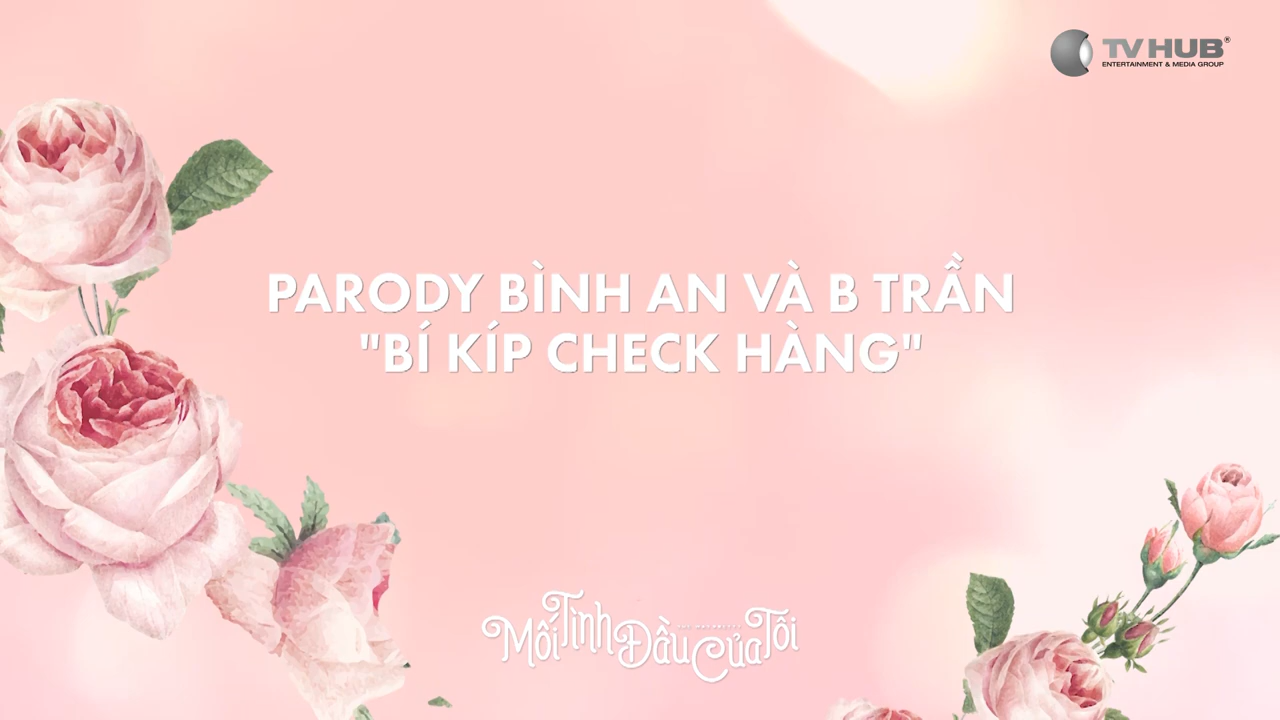 TV HUB®
ENTERTAINMENT & MEDIA GROUP
PARODY BÌNH AN VÀ B TRẦN
"BÍ KÍP CHECK HÀNG"
Mối Tình Đầu Của Tôi